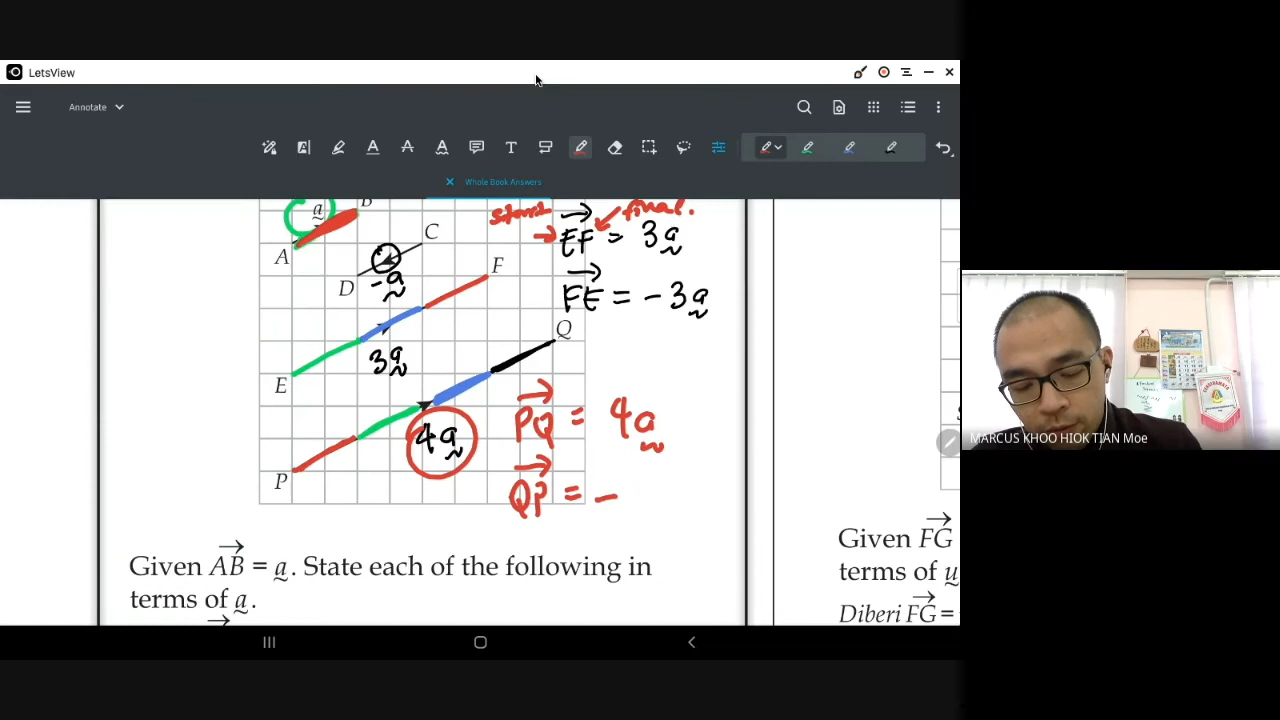 LetsView
Annotate
Whole Book Answers
a B
start final.
A
EF = 3a
C
D
-a
F
FE = -3a
Q
3a
E
PQ = 4a
4a
P
QP = -
MARCUS KHOO HIOK TIAN Moe
Given AB = a. State each of the following in
terms of a.
Given FG
terms of u
Diberi FG =